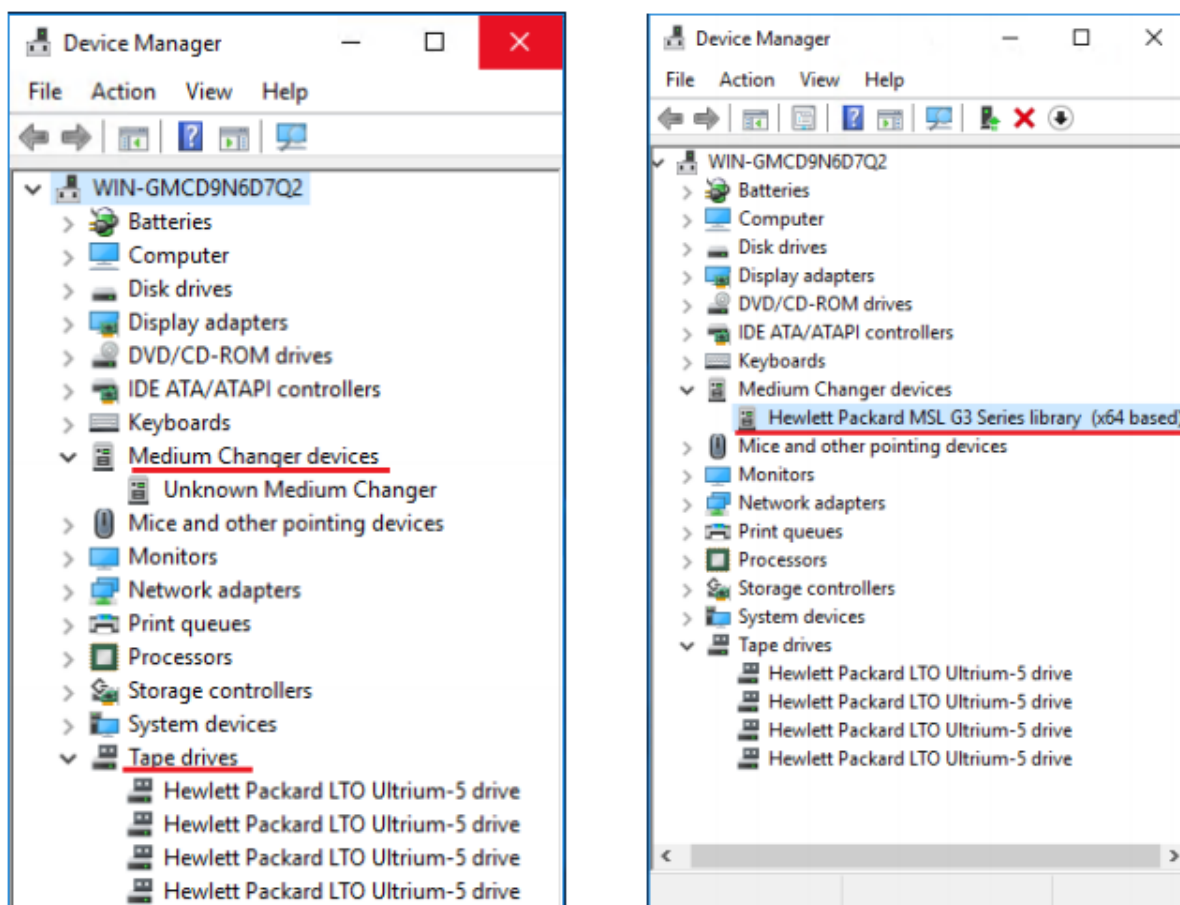 Device Manager
File Action View Help
WIN-GMCD9N6D7Q2
Batteries
Computer
Disk drives
Display adapters
DVD/CD-ROM drives
IDE ATA/ATAPI controllers
Keyboards
Medium Changer devices
Unknown Medium Changer
Mice and other pointing devices
Monitors
Network adapters
Print queues
Processors
Storage controllers
System devices
Tape drives
Hewlett Packard LTO Ultrium-5 drive
Hewlett Packard LTO Ultrium-5 drive
Hewlett Packard LTO Ultrium-5 drive
Hewlett Packard LTO Ultrium-5 drive
Device Manager
File Action View Help
WIN-GMCD9N6D7Q2
Batteries
Computer
Disk drives
Display adapters
DVD/CD-ROM drives
IDE ATA/ATAPI controllers
Keyboards
Medium Changer devices
Hewlett Packard MSL G3 Series library (x64 based)
Mice and other pointing devices
Monitors
Network adapters
Print queues
Processors
Storage controllers
System devices
Tape drives
Hewlett Packard LTO Ultrium-5 drive
Hewlett Packard LTO Ultrium-5 drive
Hewlett Packard LTO Ultrium-5 drive
Hewlett Packard LTO Ultrium-5 drive